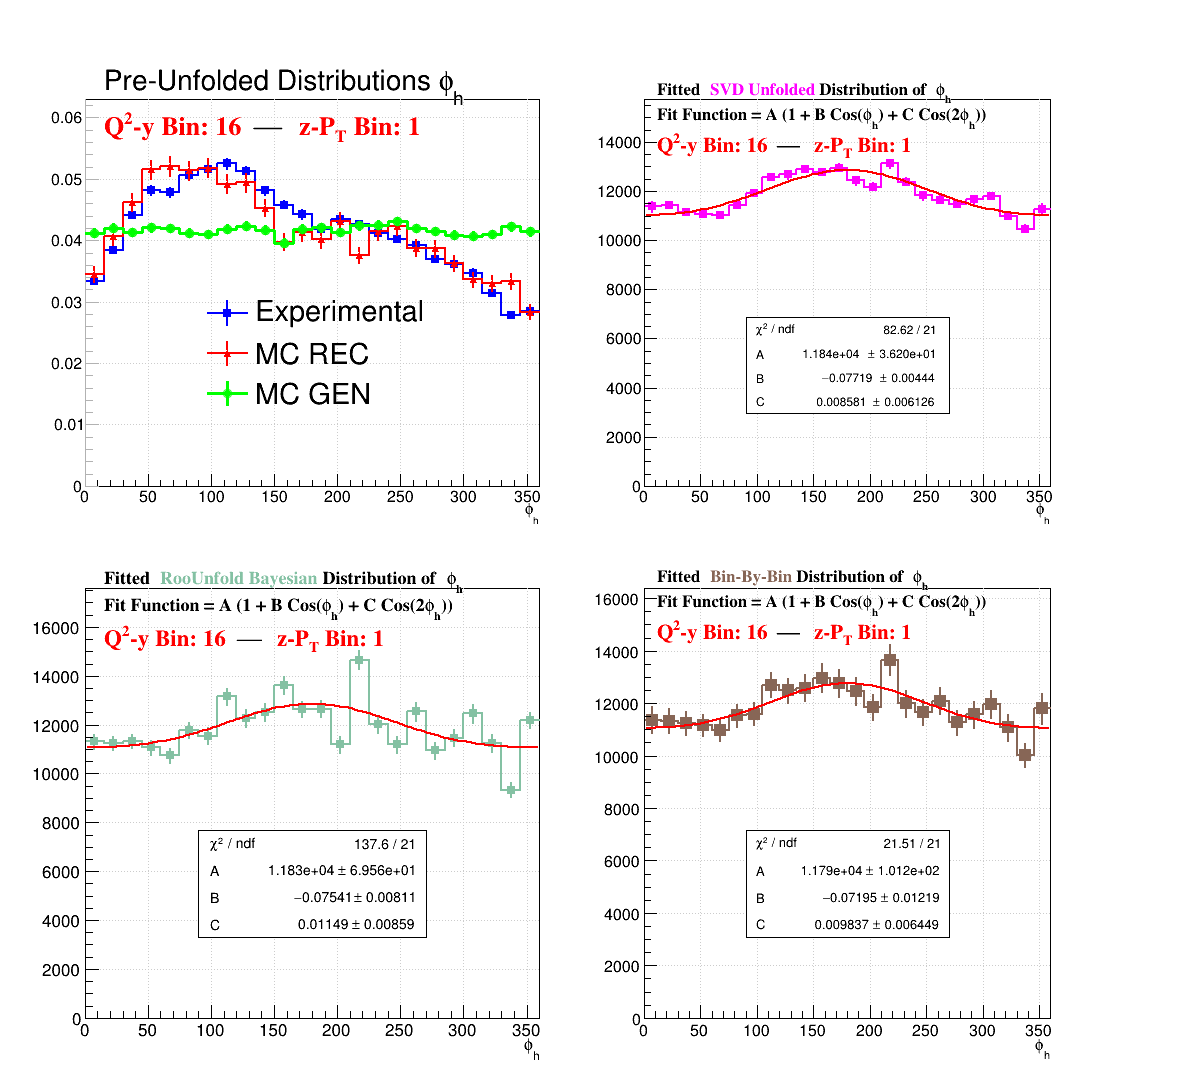 Pre-Unfolded Distributions ϕh
Q2-y Bin: 16 — z-PT Bin: 1
0.06
0.05
0.04
0.03
0.02
0.01
0
Experimental
MC REC
MC GEN
0 50 100 150 200 250 300 350
ϕh
Fitted SVD Unfolded Distribution of ϕh
Fit Function = A (1 + B Cos(ϕh) + C Cos(2ϕh))
Q2-y Bin: 16 — z-PT Bin: 1
14000
12000
10000
8000
6000
4000
2000
0
χ2 / ndf 82.62 / 21
A 1.184e+04 ± 3.620e+01
B −0.07719 ± 0.00444
C 0.008581 ± 0.006126
0 50 100 150 200 250 300 350
ϕh
Fitted RooUnfold Bayesian Distribution of ϕh
Fit Function = A (1 + B Cos(ϕh) + C Cos(2ϕh))
Q2-y Bin: 16 — z-PT Bin: 1
16000
14000
12000
10000
8000
6000
4000
2000
0
χ2 / ndf 137.6 / 21
A 1.183e+04 ± 6.956e+01
B −0.07541 ± 0.00811
C 0.01149 ± 0.00859
0 50 100 150 200 250 300 350
ϕh
Fitted Bin-By-Bin Distribution of ϕh
Fit Function = A (1 + B Cos(ϕh) + C Cos(2ϕh))
Q2-y Bin: 16 — z-PT Bin: 1
16000
14000
12000
10000
8000
6000
4000
2000
0
χ2 / ndf 21.51 / 21
A 1.179e+04 ± 1.012e+02
B −0.07195 ± 0.01219
C 0.009837 ± 0.006449
0 50 100 150 200 250 300 350
ϕh